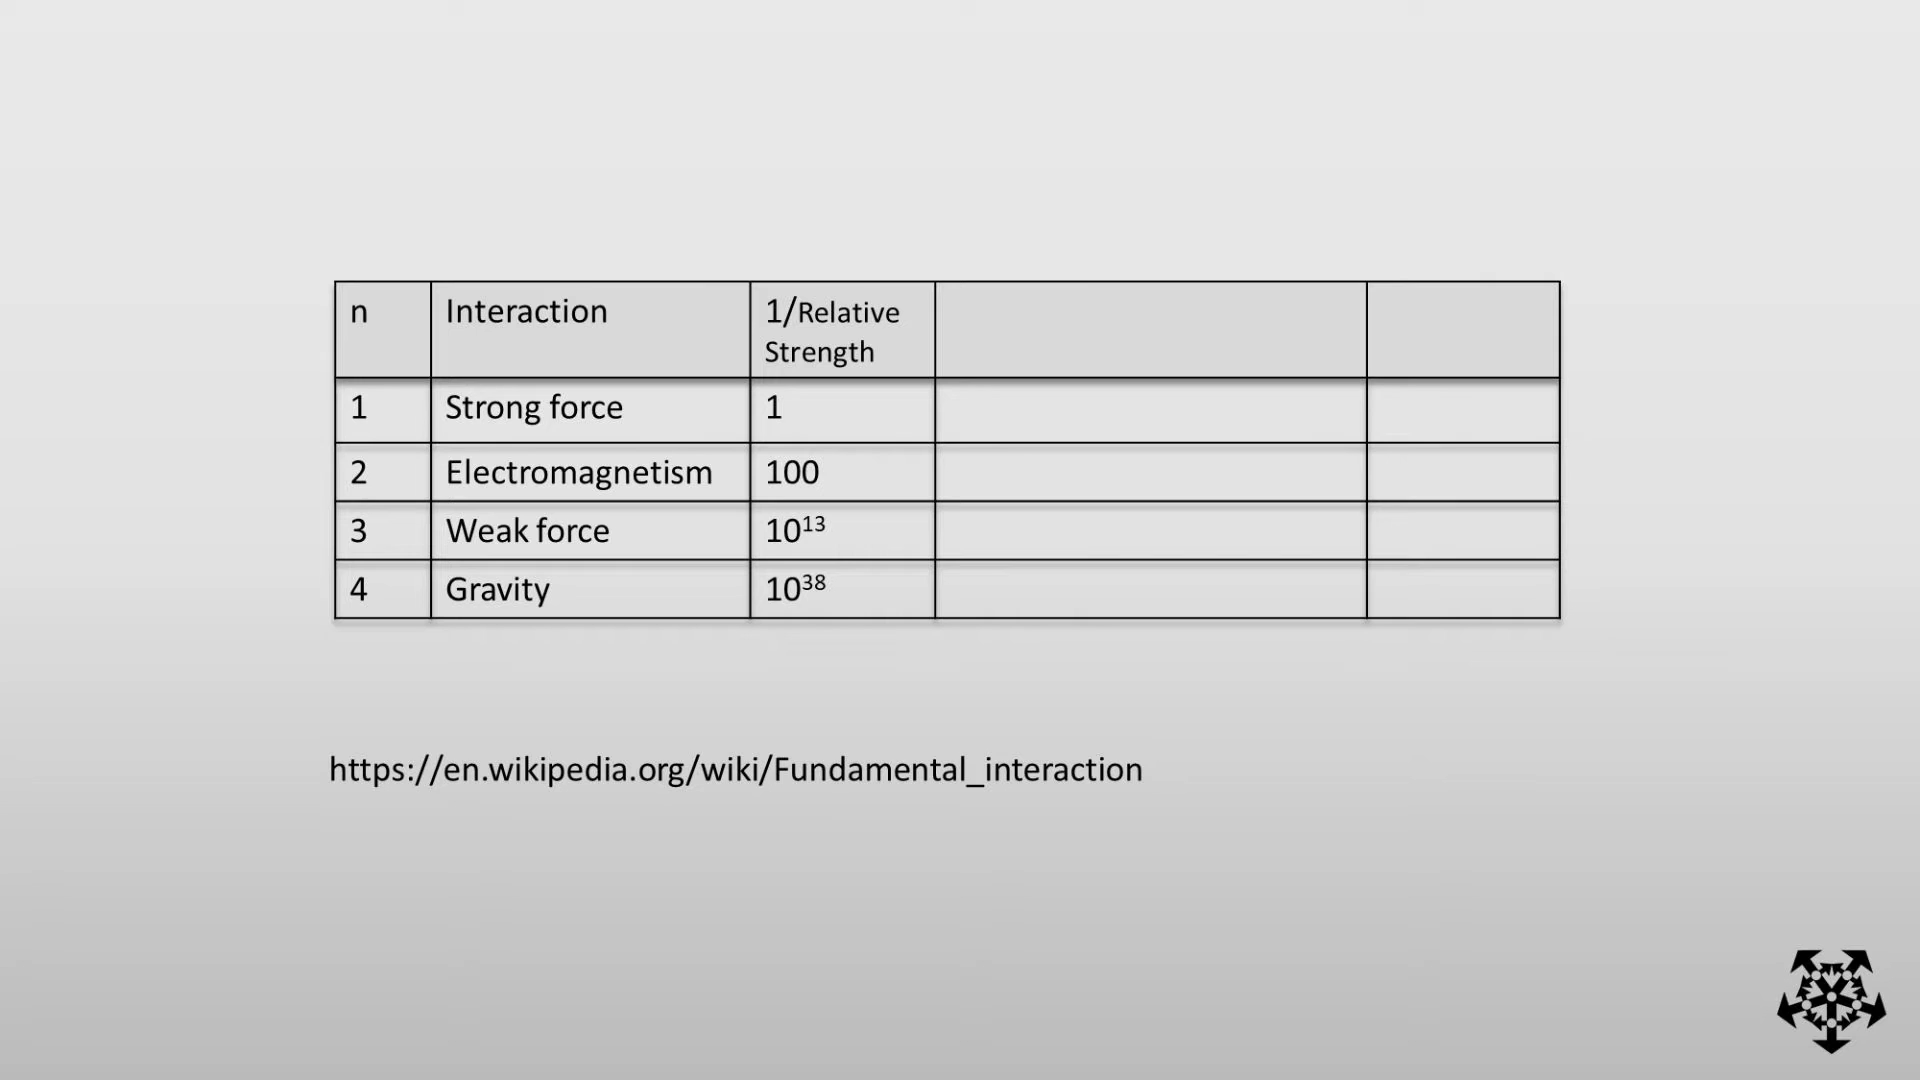 n Interaction 1/Relative Strength
1 Strong force 1
2 Electromagnetism 100
3 Weak force 10¹³
4 Gravity 10³⁸
https://en.wikipedia.org/wiki/Fundamental_interaction